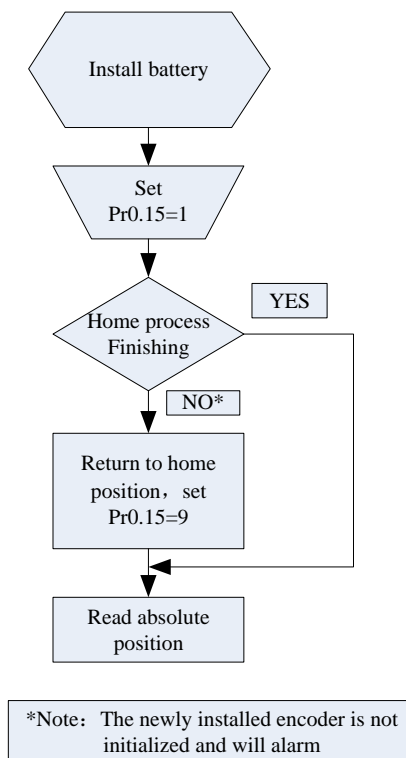 Install battery
Set
Pr0.15=1
Home process
Finishing
YES
NO*
Return to home
position，set
Pr0.15=9
Read absolute
position
*Note：The newly installed encoder is not
initialized and will alarm